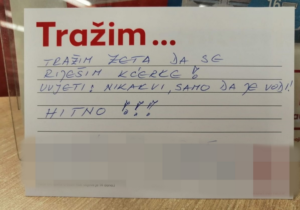 Tražim...
TRAŽIM ZETA DA SE
RIJEŠIM KĆERKE!
UVJETI: NIKAKVI, SAMO DA JE VODI!
HITNO!!!